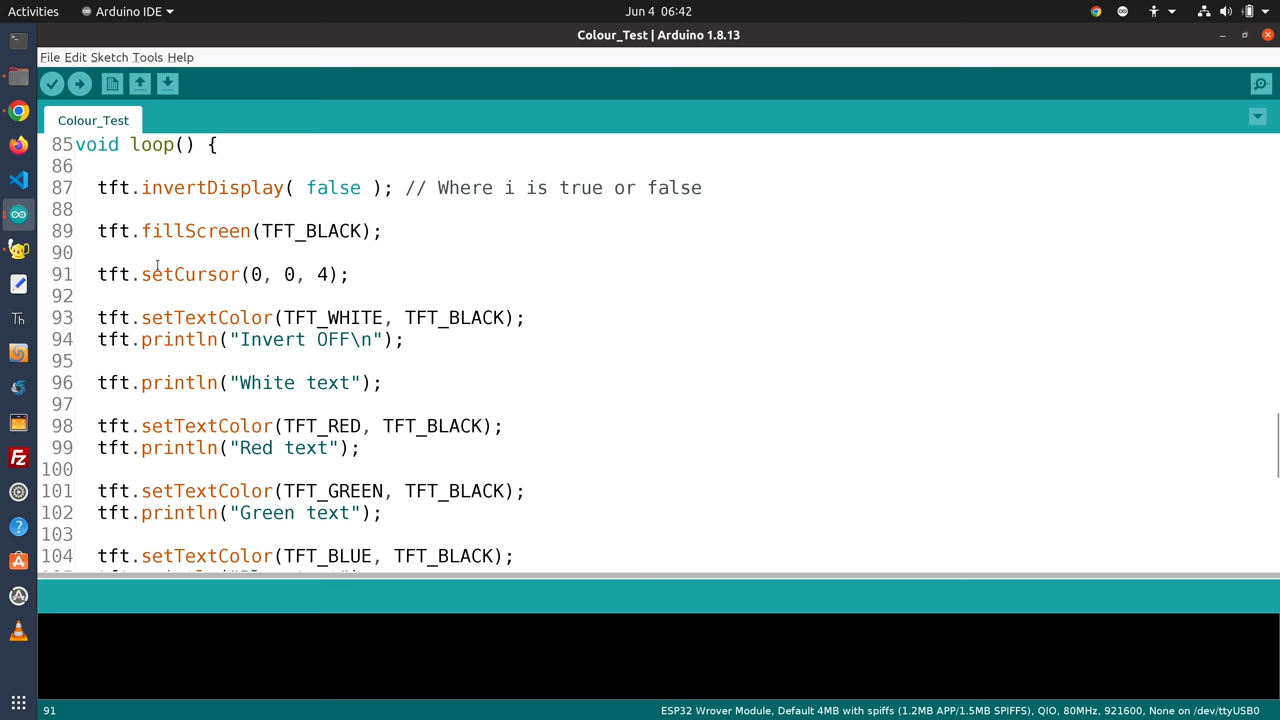 Activities Arduino IDE Jun 4 06:42
Colour_Test | Arduino 1.8.13
File Edit Sketch Tools Help
Colour_Test
85 void loop() {
86
87 tft.invertDisplay( false ); // Where i is true or false
88
89 tft.fillScreen(TFT_BLACK);
90
91 tft.setCursor(0, 0, 4);
92
93 tft.setTextColor(TFT_WHITE, TFT_BLACK);
94 tft.println("Invert OFF\n");
95
96 tft.println("White text");
97
98 tft.setTextColor(TFT_RED, TFT_BLACK);
99 tft.println("Red text");
100
101 tft.setTextColor(TFT_GREEN, TFT_BLACK);
102 tft.println("Green text");
103
104 tft.setTextColor(TFT_BLUE, TFT_BLACK);
Th
Fz
91 ESP32 Wrover Module, Default 4MB with spiffs (1.2MB APP/1.5MB SPIFFS), QIO, 80MHz, 921600, None on /dev/ttyUSB0